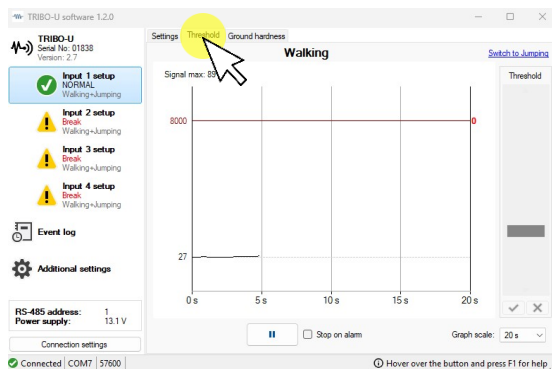 TRIBO-U software 1.2.0
TRIBO-U
Serial No: 01838
Version: 2.7
Input 1 setup
NORMAL
Walking+Jumping
Input 2 setup
Break
Walking+Jumping
Input 3 setup
Break
Walking+Jumping
Input 4 setup
Break
Walking+Jumping
Event log
Additional settings
RS-485 address: 1
Power supply: 13.1 V
Connection settings
Settings Threshold Ground hardness
Walking
Switch to Jumping
Signal max: 89
Threshold
8000
0
27
0 s 5 s 10 s 15 s 20 s
Stop on alarm
Graph scale: 20 s
Connected COM7 57600
Hover over the button and press F1 for help